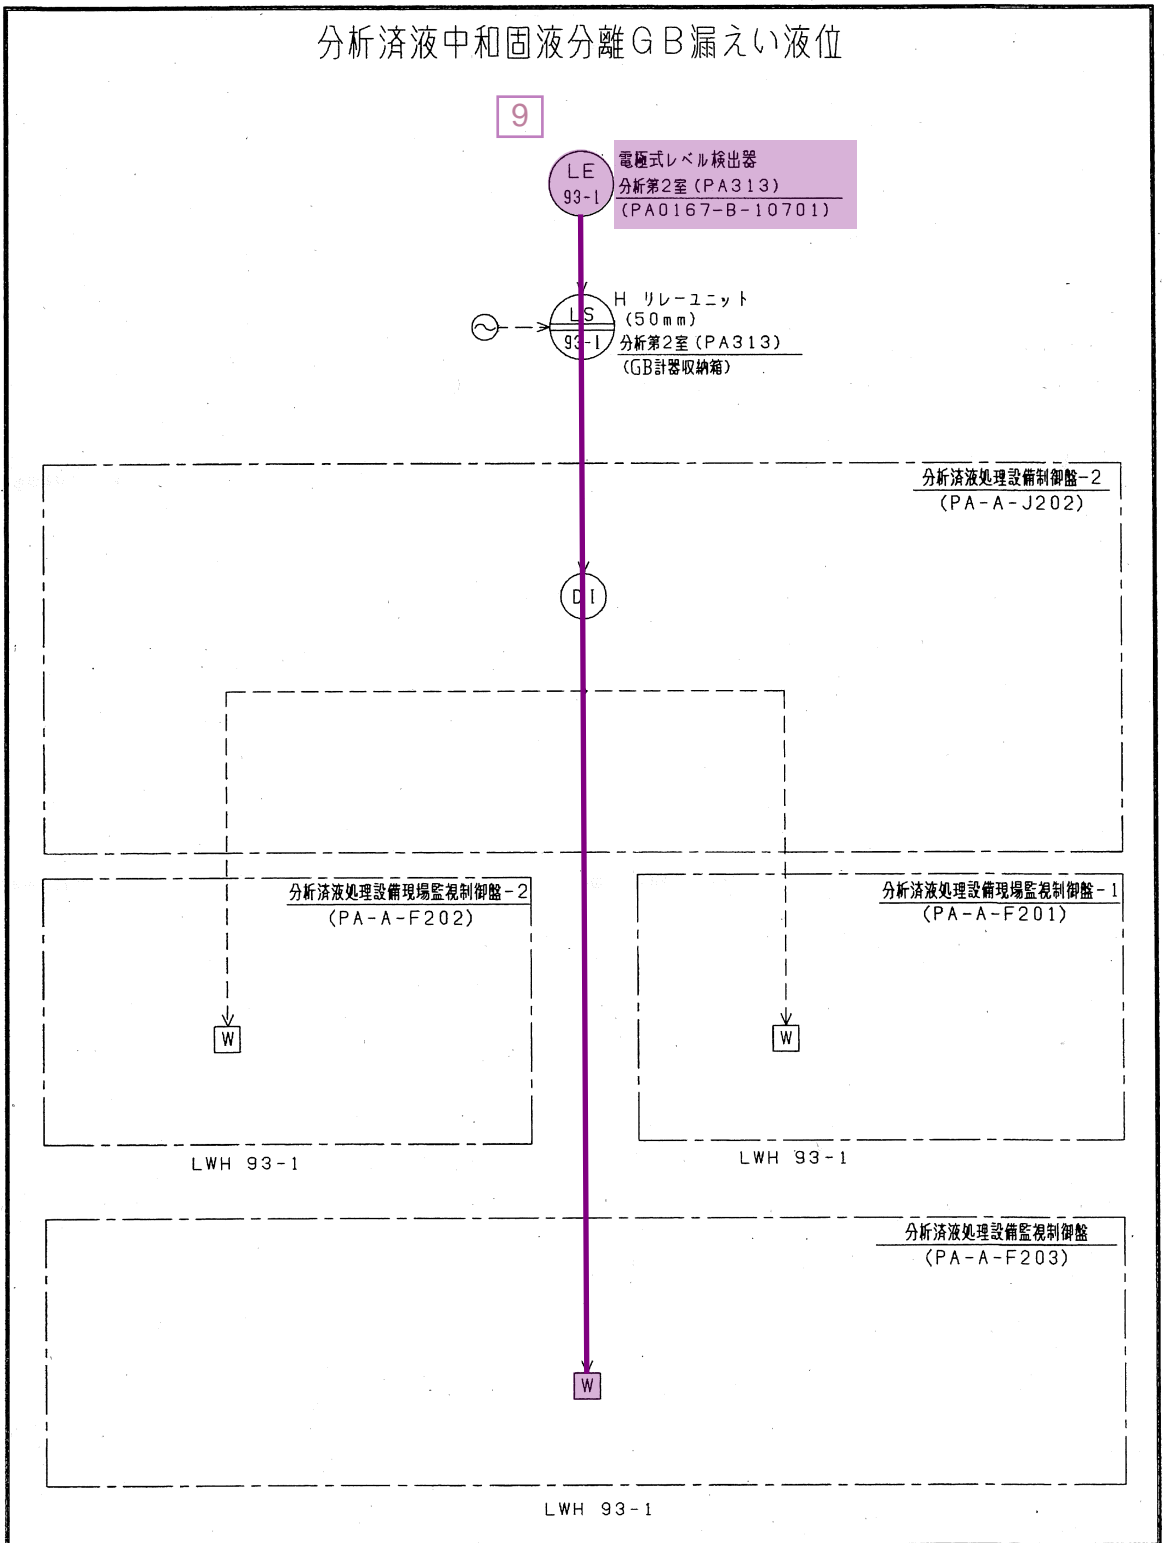 分析済液中和固液分離GB漏えい液位
9
LE
93-1
電極式レベル検出器
分析第2室(PA313)
(PA0167-B-10701)
LS
93-1
H リレーユニット
(50mm)
分析第2室(PA313)
(GB計器収納箱)
分析済液処理設備制御盤-2
(PA-A-J202)
DI
分析済液処理設備現場監視制御盤-2
(PA-A-F202)
W
LWH 93-1
分析済液処理設備現場監視制御盤-1
(PA-A-F201)
W
LWH 93-1
分析済液処理設備監視制御盤
(PA-A-F203)
W
LWH 93-1